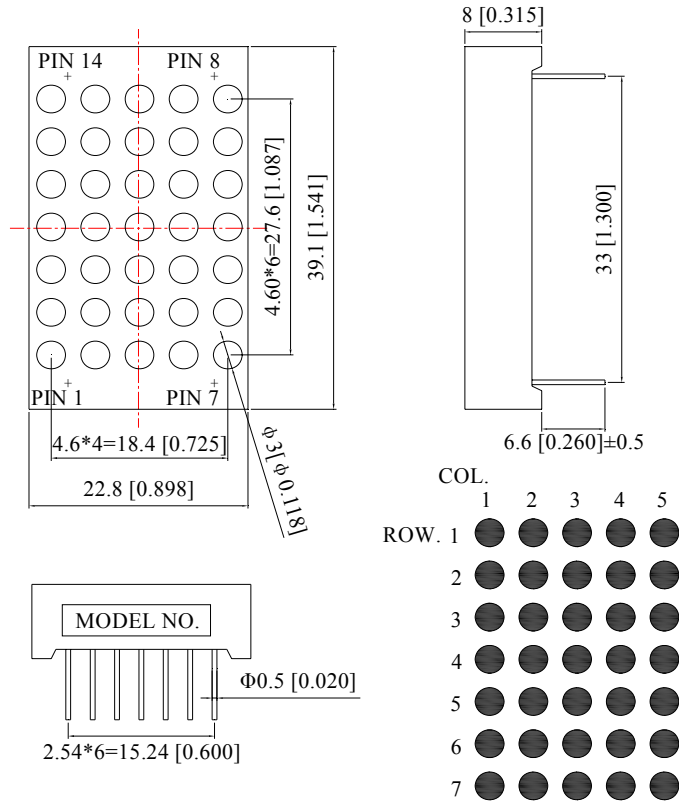 8 [0.315]
PIN 14 PIN 8
+ +
4.60*6=27.6 [1.087]
39.1 [1.541]
33 [1.300]
+ +
PIN 1 PIN 7
4.6*4=18.4 [0.725]
ф3[ф0.118]
22.8 [0.898]
6.6 [0.260]±0.5
COL.
1 2 3 4 5
ROW. 1
2
3
4
5
6
7
MODEL NO.
Φ0.5 [0.020]
2.54*6=15.24 [0.600]